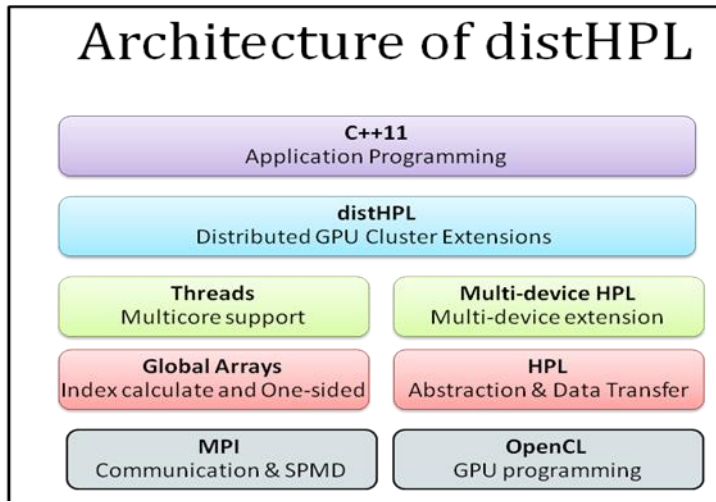 Architecture of distHPL
C++11
Application Programming
distHPL
Distributed GPU Cluster Extensions
Threads
Multicore support
Multi-device HPL
Multi-device extension
Global Arrays
Index calculate and One-sided
HPL
Abstraction & Data Transfer
MPI
Communication & SPMD
OpenCL
GPU programming